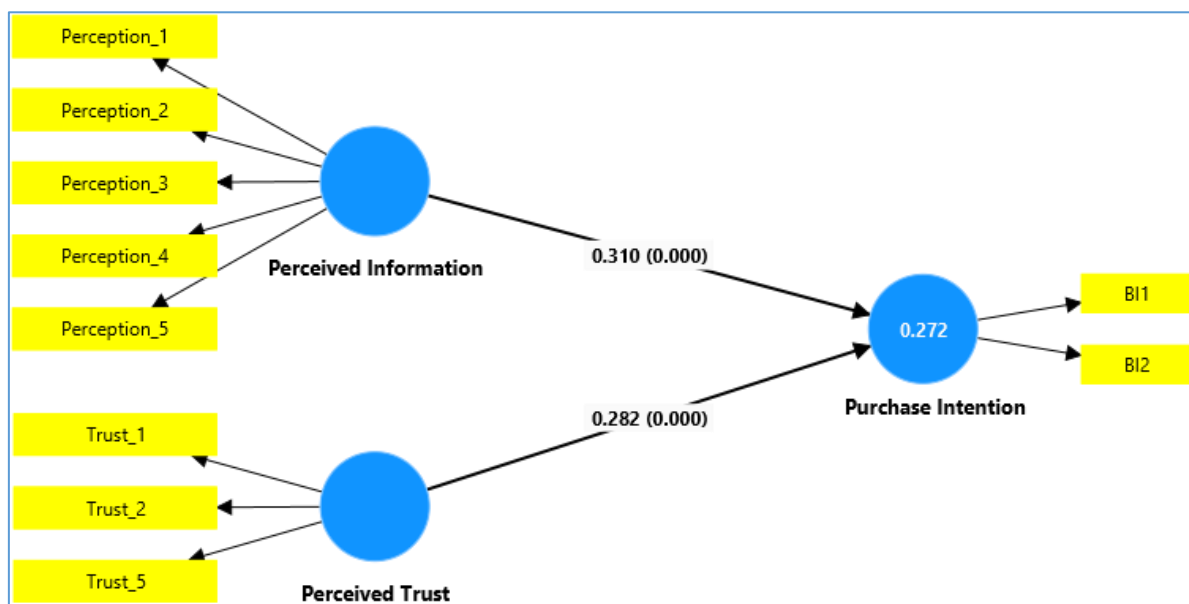 Perception_1
Perception_2
Perception_3
Perception_4
Perception_5
Perceived Information
0.310 (0.000)
Trust_1
Trust_2
Trust_5
Perceived Trust
0.282 (0.000)
0.272
Purchase Intention
BI1
BI2